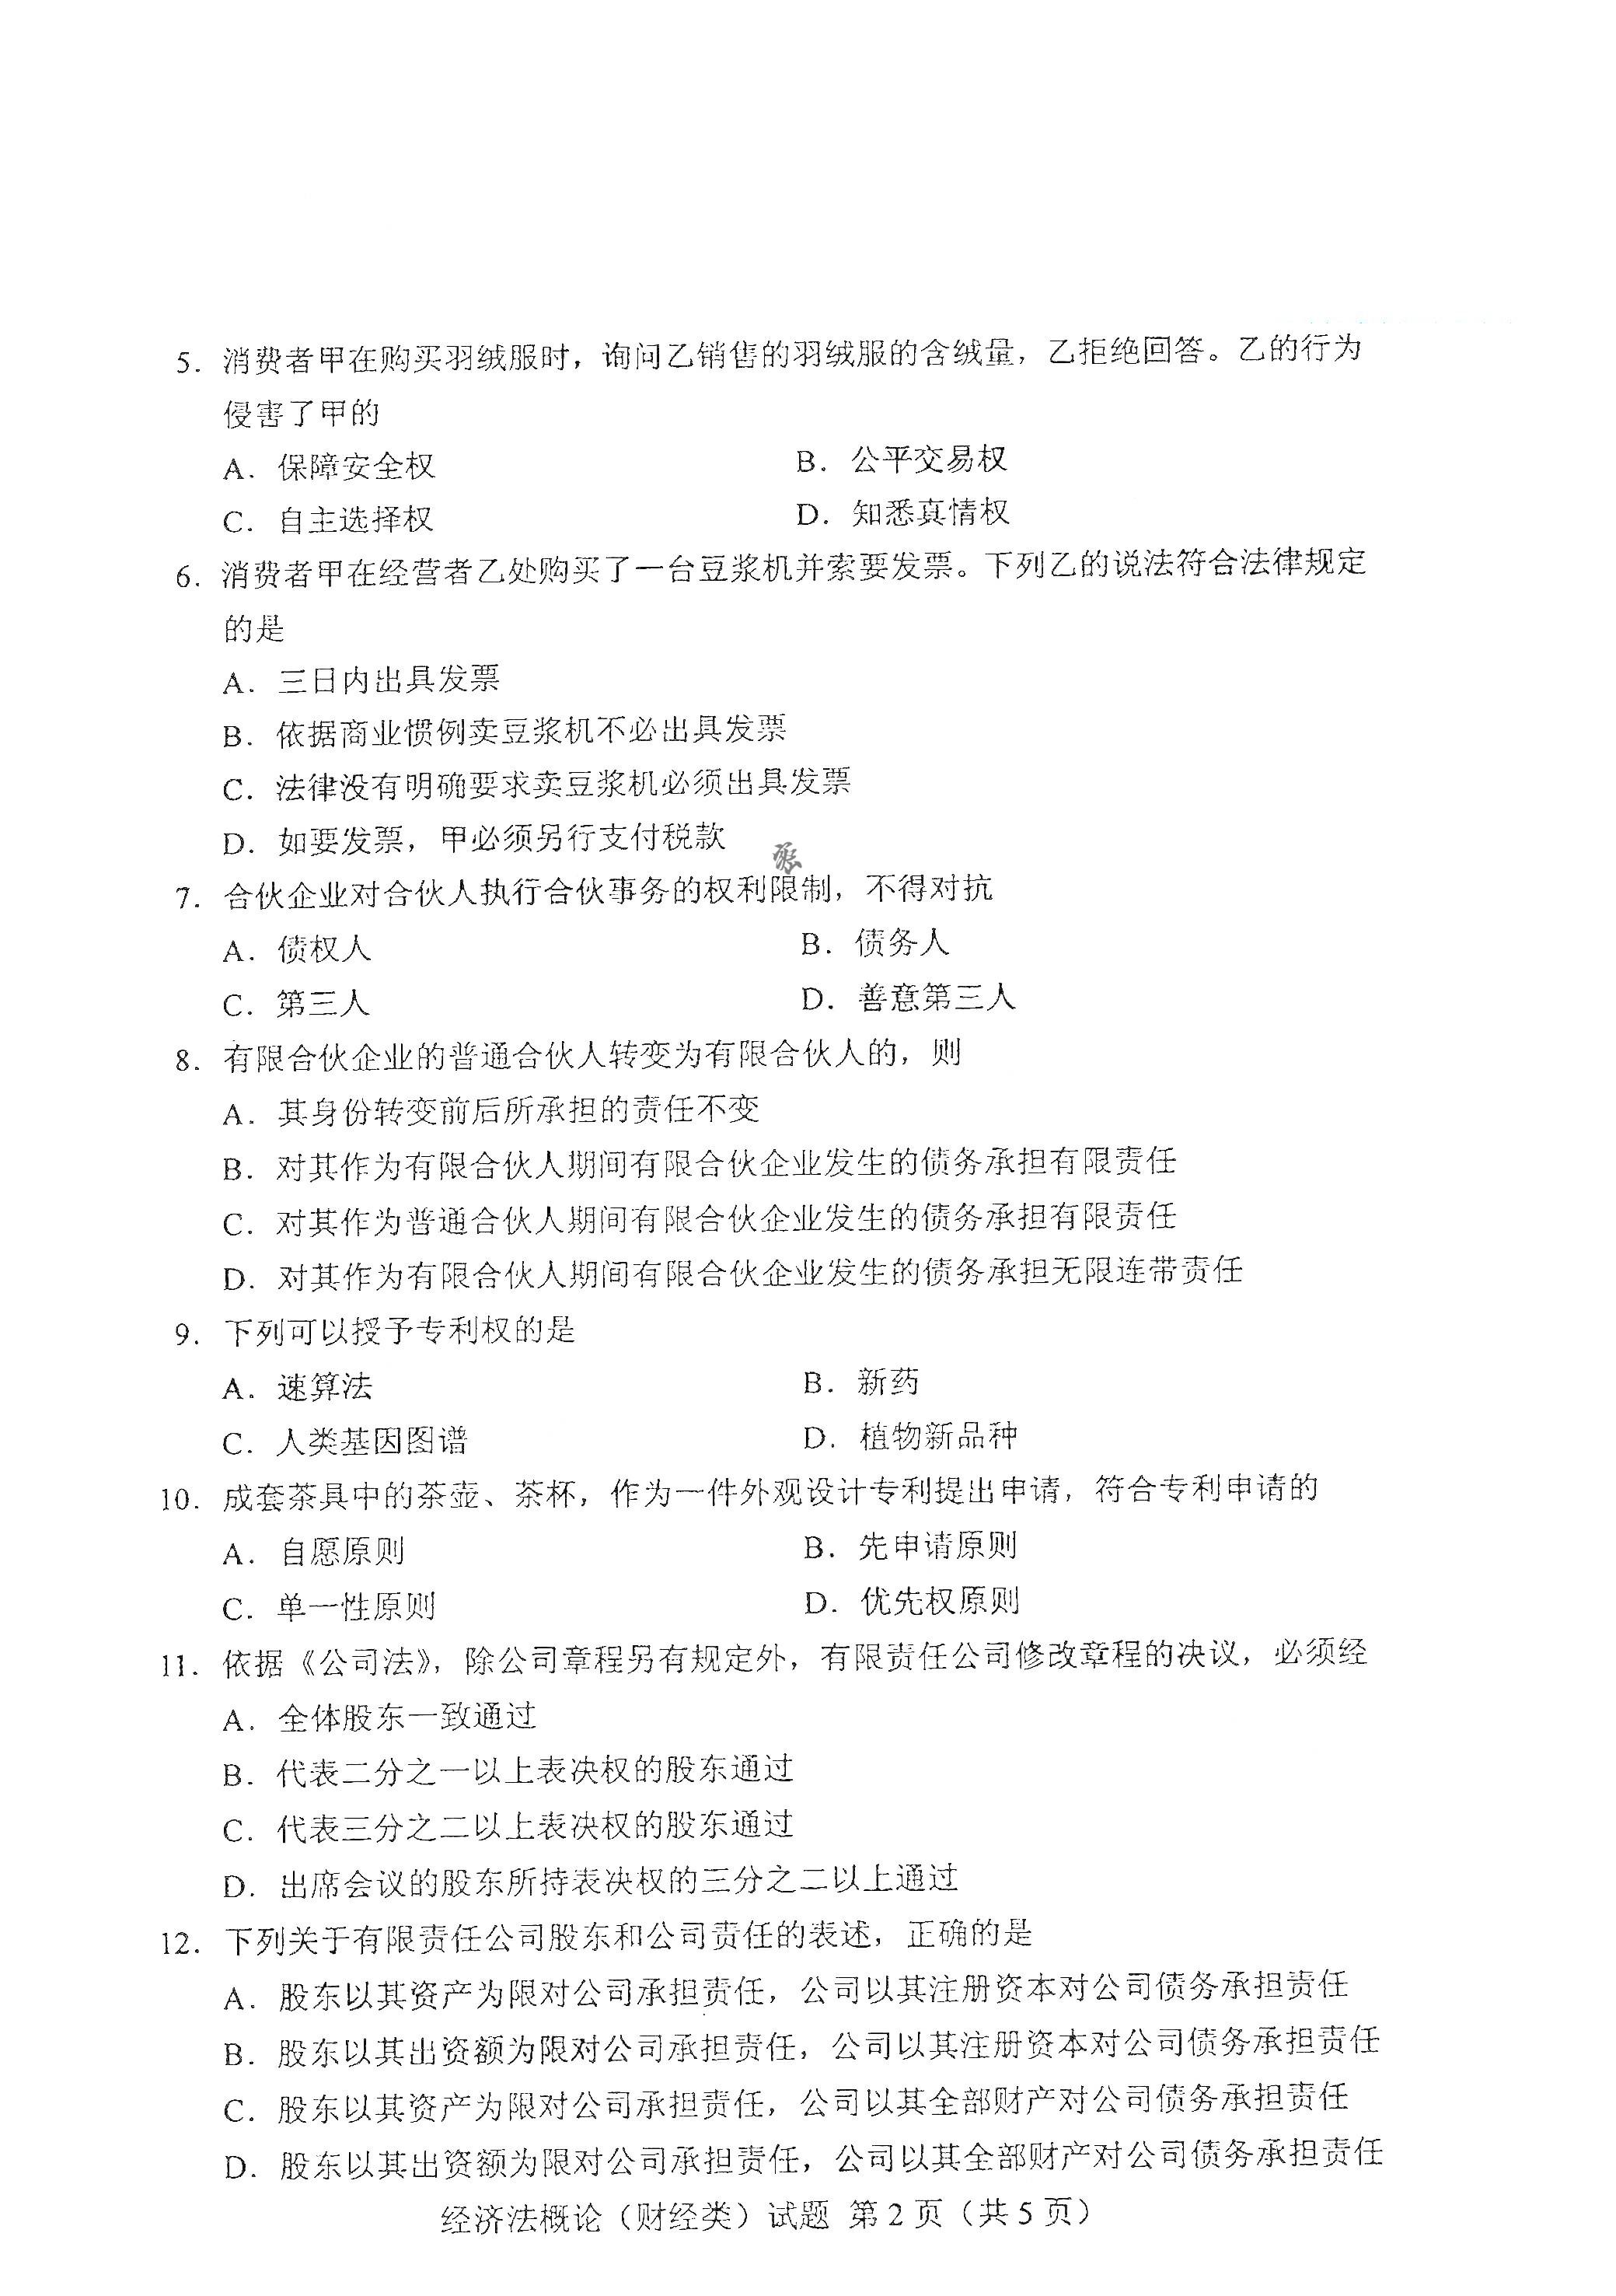 5. 消费者甲在购买羽绒服时，询问乙销售的羽绒服的含绒量，乙拒绝回答。乙的行为
侵害了甲的
A. 保障安全权 B. 公平交易权
C. 自主选择权 D. 知悉真情权
6. 消费者甲在经营者乙处购买了一台豆浆机并索要发票。下列乙的说法符合法律规定
的是
A. 三日内出具发票
B. 依据商业惯例卖豆浆机不必出具发票
C. 法律没有明确要求卖豆浆机必须出具发票
D. 如要发票，甲必须另行支付税款
7. 合伙企业对合伙人执行合伙事务的权利限制，不得对抗
A. 债权人 B. 债务人
C. 第三人 D. 善意第三人
8. 有限合伙企业的普通合伙人转变为有限合伙人的，则
A. 其身份转变前后所承担的责任不变
B. 对其作为有限合伙人期间有限合伙企业发生的债务承担有限责任
C. 对其作为普通合伙人期间有限合伙企业发生的债务承担有限责任
D. 对其作为有限合伙人期间有限合伙企业发生的债务承担无限连带责任
9. 下列可以授予专利权的是
A. 速算法 B. 新药
C. 人类基因图谱 D. 植物新品种
10. 成套茶具中的茶壶、茶杯，作为一件外观设计专利提出申请，符合专利申请的
A. 自愿原则 B. 先申请原则
C. 单一性原则 D. 优先权原则
11. 依据《公司法》，除公司章程另有规定外，有限责任公司修改章程的决议，必须经
A. 全体股东一致通过
B. 代表二分之一以上表决权的股东通过
C. 代表三分之二以上表决权的股东通过
D. 出席会议的股东所持表决权的三分之二以上通过
12. 下列关于有限责任公司股东和公司责任的表述，正确的是
A. 股东以其资产为限对公司承担责任，公司以其注册资本对公司债务承担责任
B. 股东以其出资额为限对公司承担责任，公司以其注册资本对公司债务承担责任
C. 股东以其资产为限对公司承担责任，公司以其全部财产对公司债务承担责任
D. 股东以其出资额为限对公司承担责任，公司以其全部财产对公司债务承担责任
经济法概论（财经类）试题 第 2 页（共 5 页）